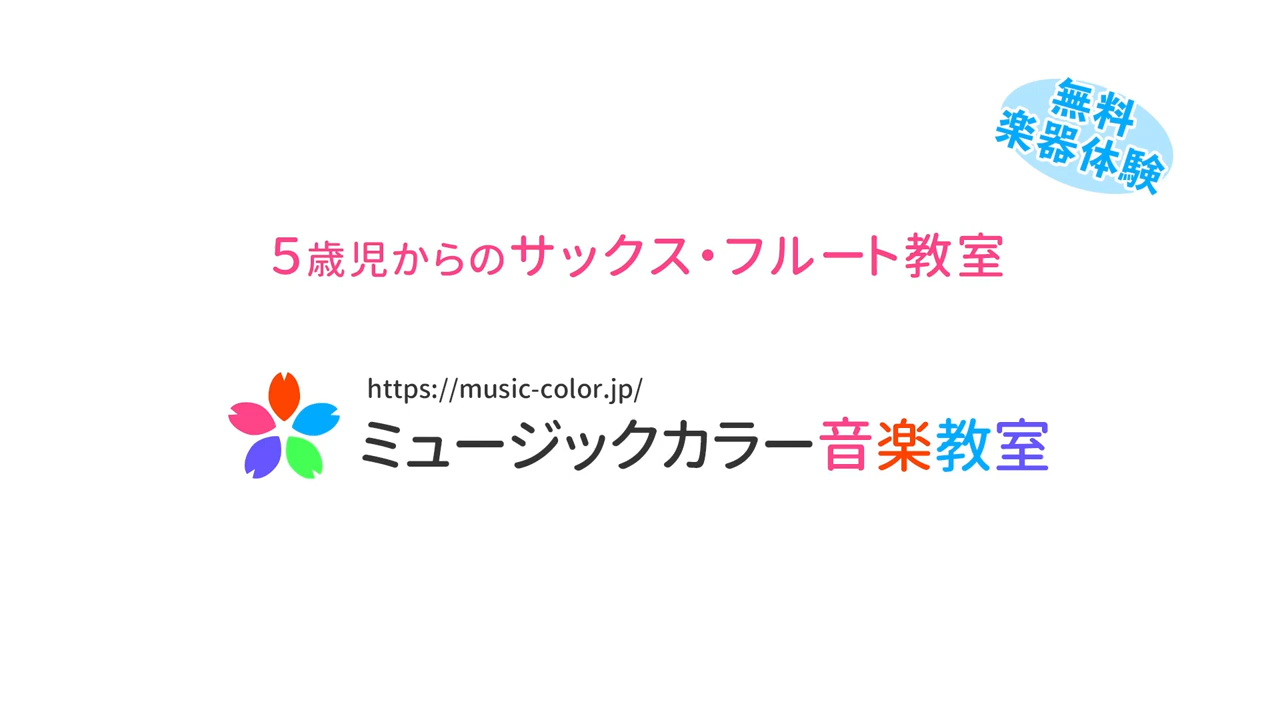 無料
楽器体験
5歳児からのサックス・フルート教室
https://music-color.jp/
ミュージックカラー音楽教室